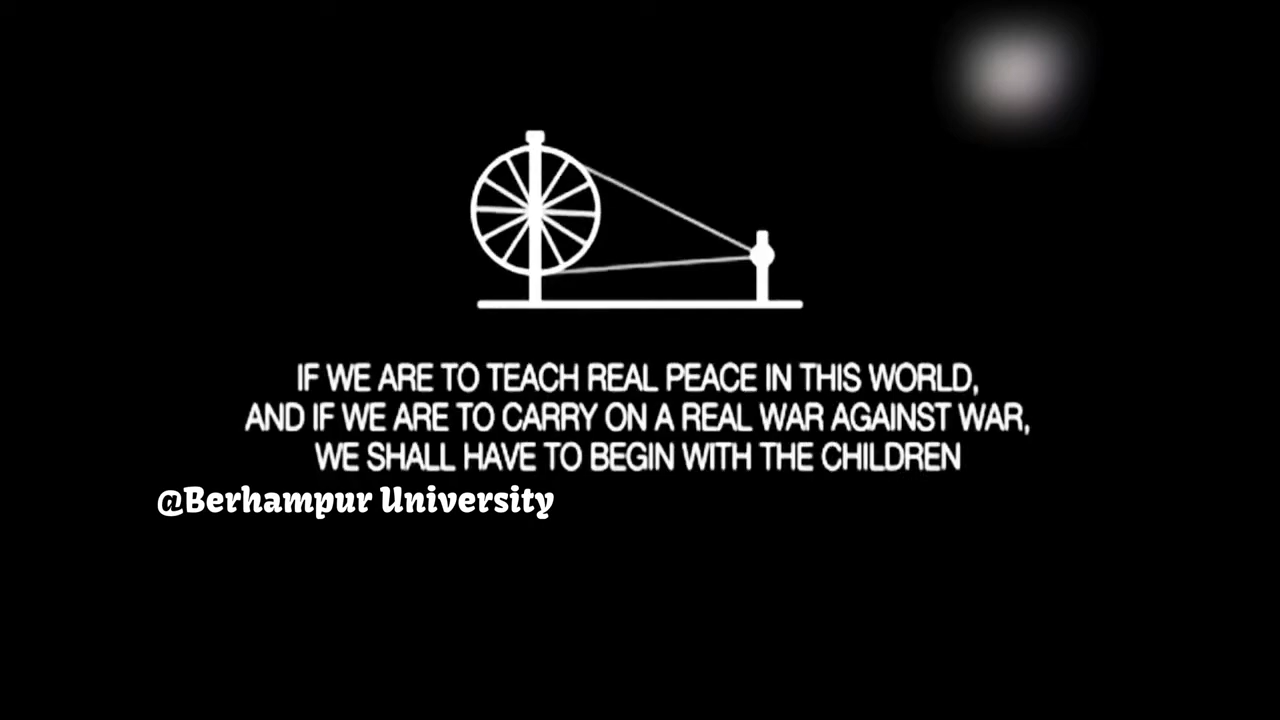 IF WE ARE TO TEACH REAL PEACE IN THIS WORLD,
AND IF WE ARE TO CARRY ON A REAL WAR AGAINST WAR,
WE SHALL HAVE TO BEGIN WITH THE CHILDREN
@Berhampur University